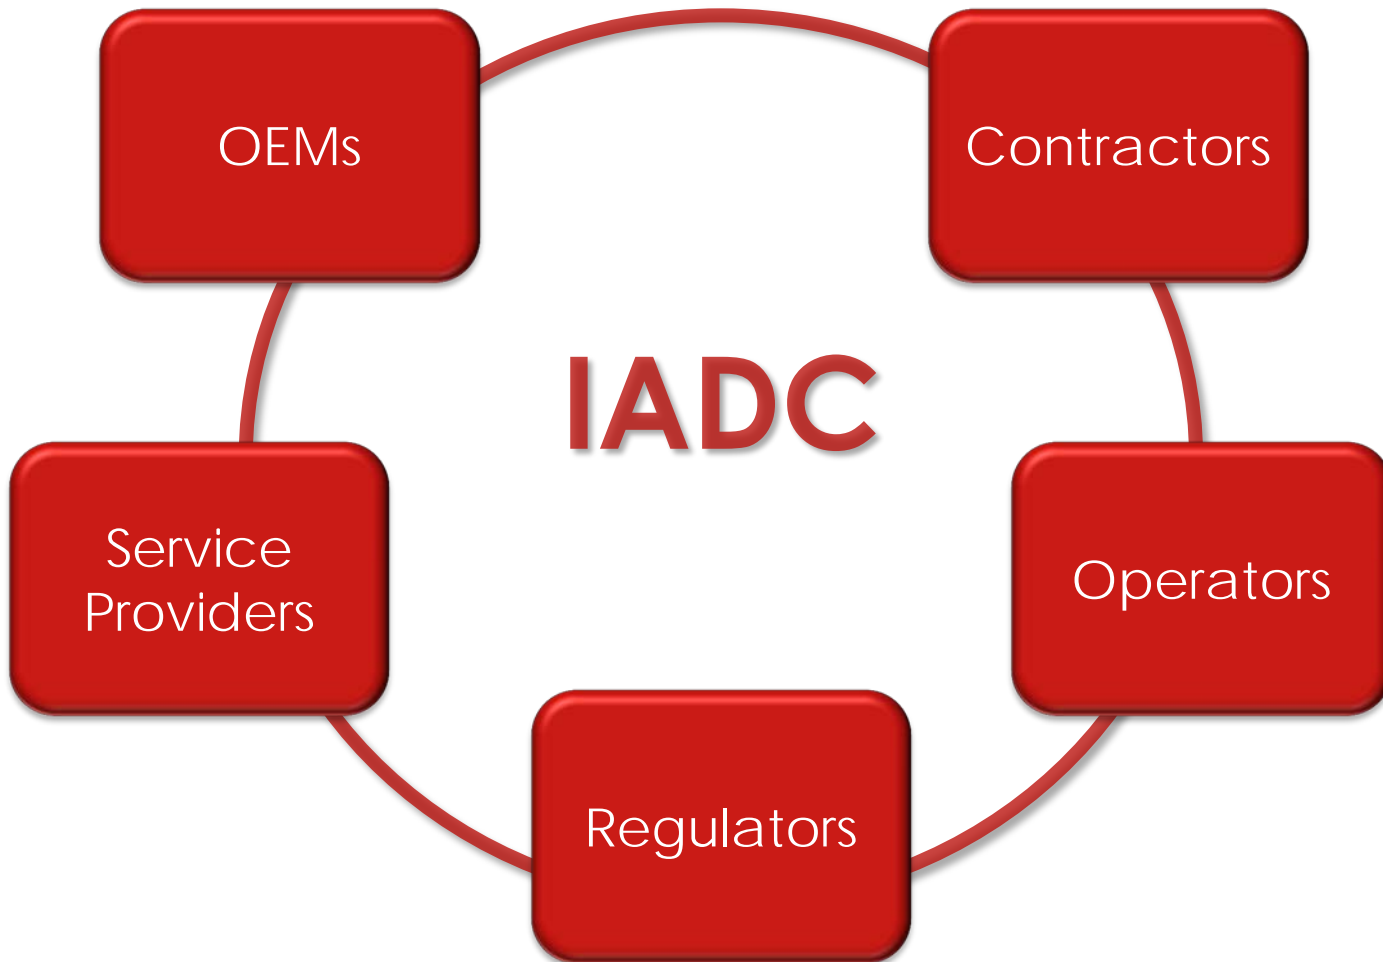 OEMs
Contractors
IADC
Service
Providers
Operators
Regulators